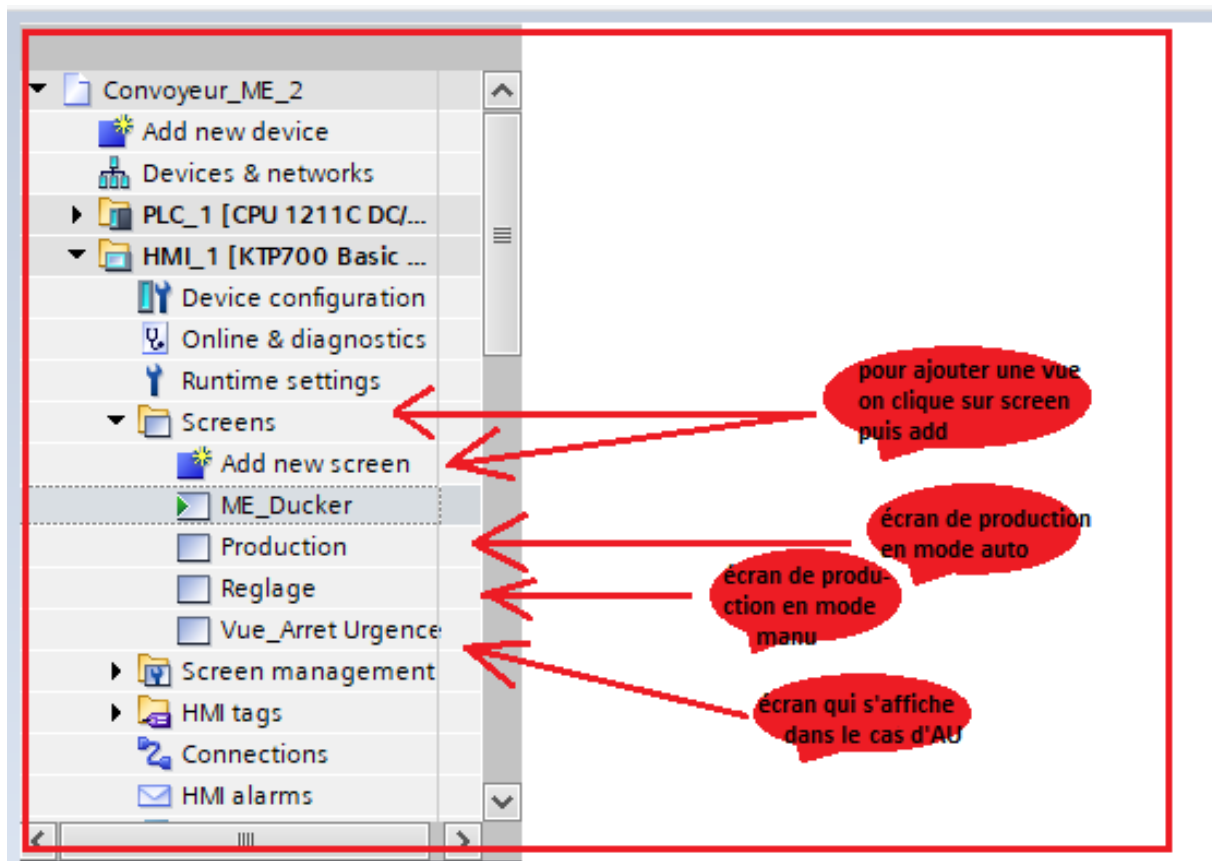 Convoyeur_ME_2
Add new device
Devices & networks
PLC_1 [CPU 1211C DC/...
HMI_1 [KTP700 Basic ...
Device configuration
Online & diagnostics
Runtime settings
Screens
Add new screen
ME_Ducker
Production
Reglage
Vue_Arret Urgence
Screen management
HMI tags
Connections
HMI alarms
pour ajouter une vue
on clique sur screen
puis add
écran de production
en mode auto
écran de produ-
ction en mode
manu
écran qui s'affiche
dans le cas d'AU